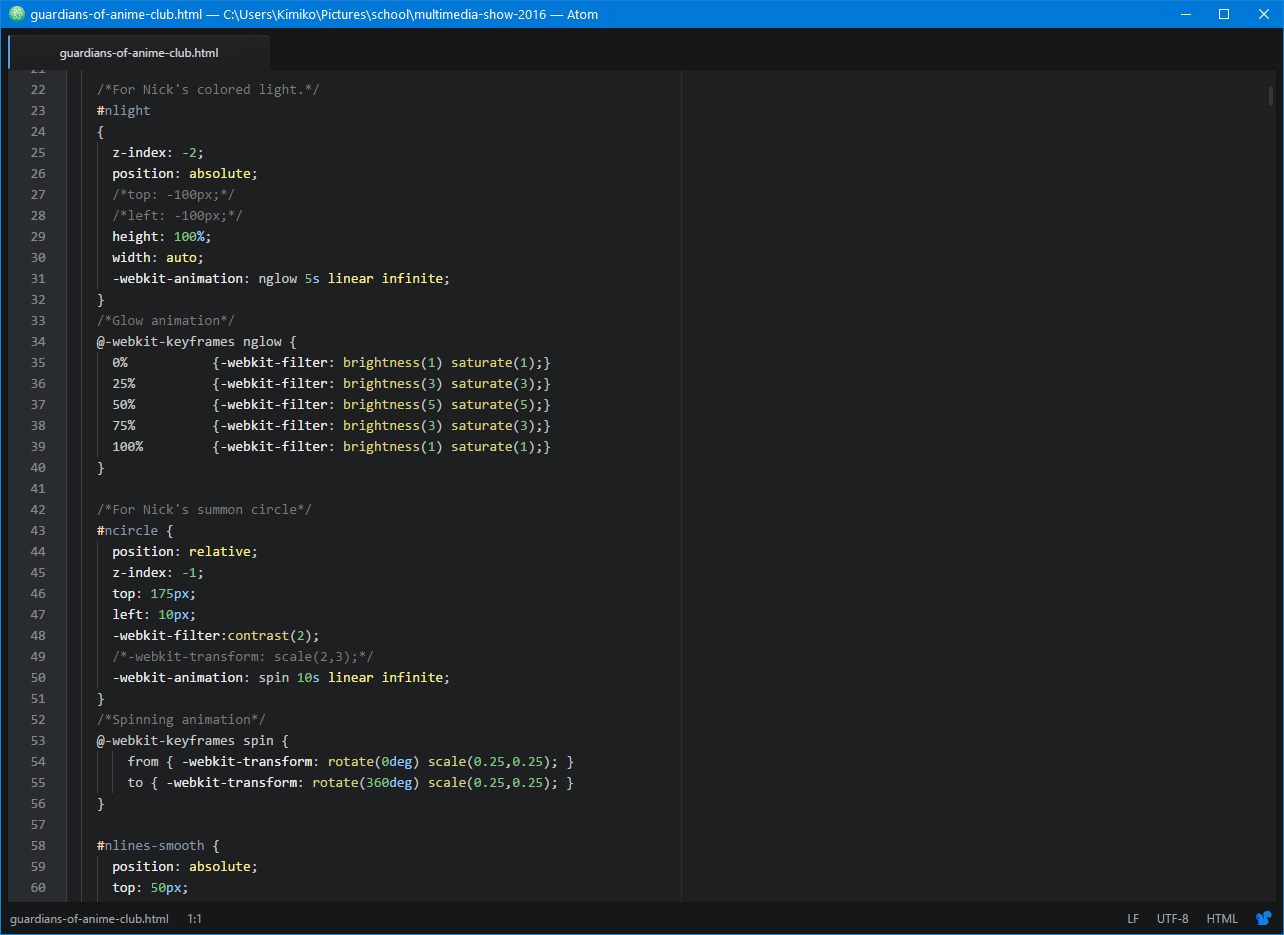 guardians-of-anime-club.html — C:\Users\Kimiko\Pictures\school\multimedia-show-2016 — Atom
guardians-of-anime-club.html
21
22 /*For Nick's colored light.*/
23 #nlight
24 {
25 z-index: -2;
26 position: absolute;
27 /*top: -100px;*/
28 /*left: -100px;*/
29 height: 100%;
30 width: auto;
31 -webkit-animation: nglow 5s linear infinite;
32 }
33 /*Glow animation*/
34 @-webkit-keyframes nglow {
35 0% {-webkit-filter: brightness(1) saturate(1);}
36 25% {-webkit-filter: brightness(3) saturate(3);}
37 50% {-webkit-filter: brightness(5) saturate(5);}
38 75% {-webkit-filter: brightness(3) saturate(3);}
39 100% {-webkit-filter: brightness(1) saturate(1);}
40 }
41
42 /*For Nick's summon circle*/
43 #ncircle {
44 position: relative;
45 z-index: -1;
46 top: 175px;
47 left: 10px;
48 -webkit-filter:contrast(2);
49 /*-webkit-transform: scale(2,3);*/
50 -webkit-animation: spin 10s linear infinite;
51 }
52 /*Spinning animation*/
53 @-webkit-keyframes spin {
54 from { -webkit-transform: rotate(0deg) scale(0.25,0.25); }
55 to { -webkit-transform: rotate(360deg) scale(0.25,0.25); }
56 }
57
58 #nlines-smooth {
59 position: absolute;
60 top: 50px;
guardians-of-anime-club.html 1:1 LF UTF-8 HTML